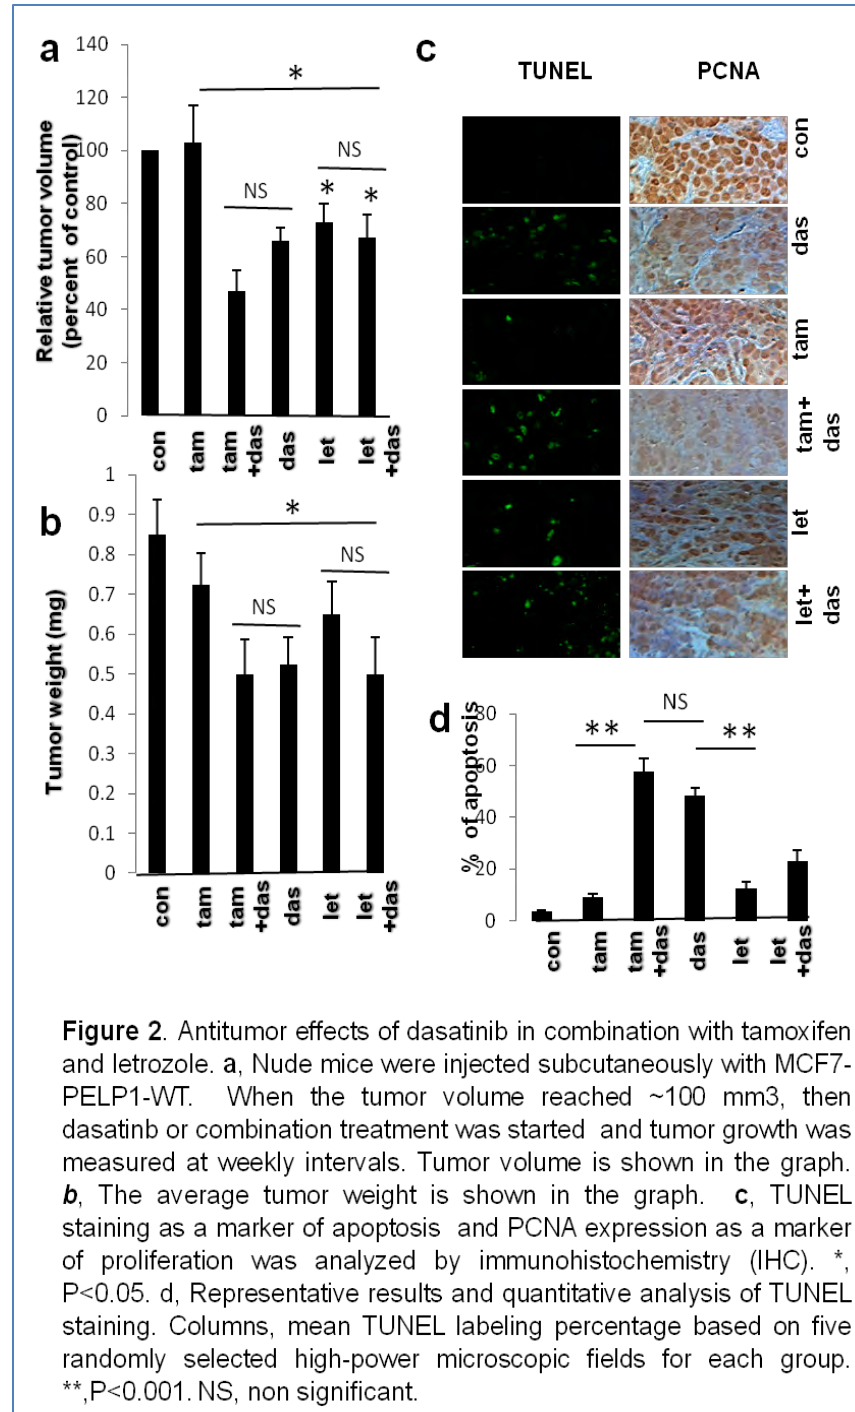 a
140
120
100
80
60
40
20
0
Relative tumor volume
(percent of control)
*
NS
NS
*
*
con
tam
tam
+das
das
let
let
+das
b
1
0.9
0.8
0.7
0.6
0.5
0.4
0.3
0.2
0.1
0
Tumor weight (mg)
*
NS
NS
con
tam
tam
+das
das
let
let
+das
c
TUNEL
PCNA
con
das
tam
tam+
das
let
let+
das
d
80
60
40
20
0
% of apoptosis
**
NS
**
con
tam
tam
+das
das
let
let
+das
Figure 2. Antitumor effects of dasatinib in combination with tamoxifen
and letrozole. a, Nude mice were injected subcutaneously with MCF7-
PELP1-WT. When the tumor volume reached ~100 mm3, then
dasatinb or combination treatment was started and tumor growth was
measured at weekly intervals. Tumor volume is shown in the graph.
b, The average tumor weight is shown in the graph. c, TUNEL
staining as a marker of apoptosis and PCNA expression as a marker
of proliferation was analyzed by immunohistochemistry (IHC). *,
P<0.05. d, Representative results and quantitative analysis of TUNEL
staining. Columns, mean TUNEL labeling percentage based on five
randomly selected high-power microscopic fields for each group.
**,P<0.001. NS, non significant.